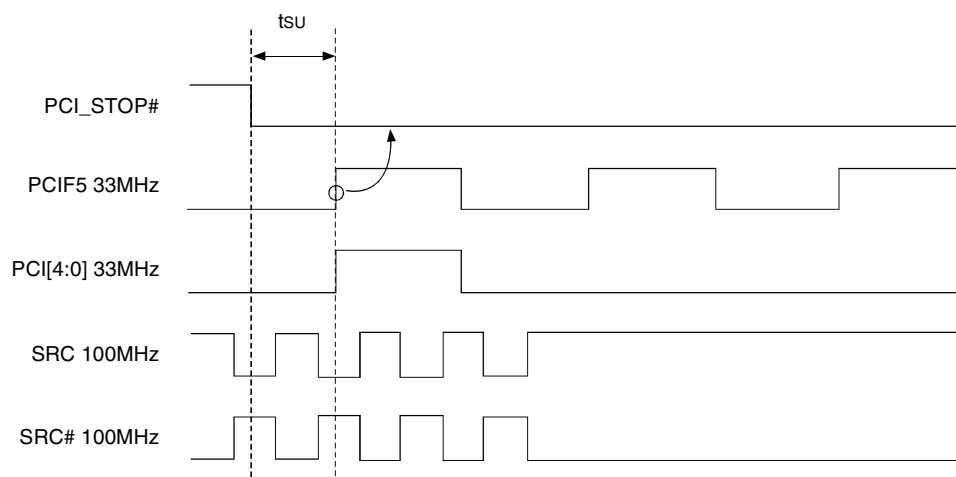 tSU
PCI_STOP#
PCIF5 33MHz
PCI[4:0] 33MHz
SRC 100MHz
SRC# 100MHz